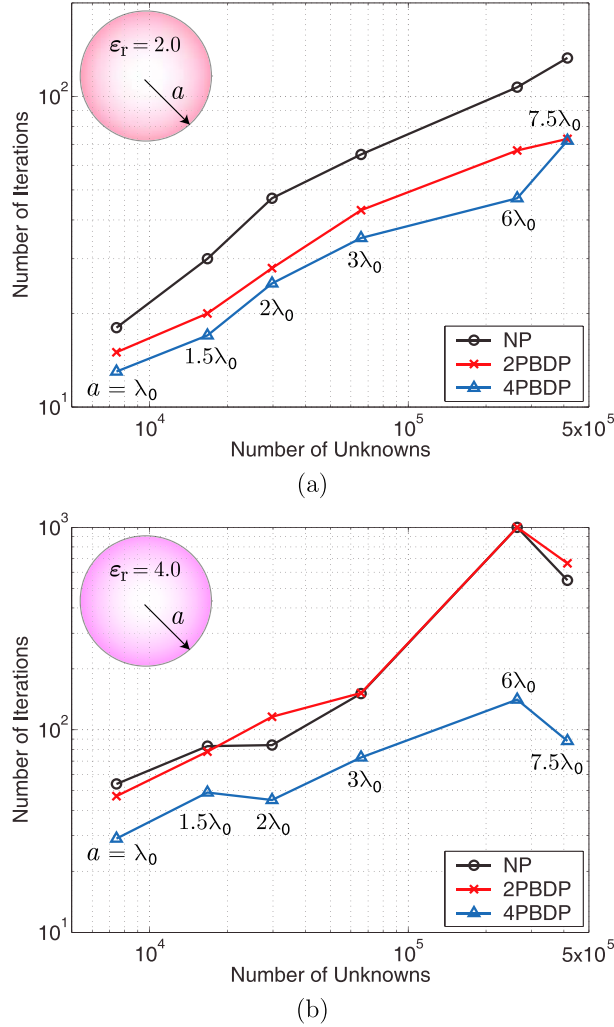 εr = 2.0
a
10²
10¹
Number of Iterations
a = λ₀
1.5λ₀
2λ₀
3λ₀
6λ₀
7.5λ₀
NP
2PBDP
4PBDP
10⁴
10⁵
5x10⁵
Number of Unknowns
(a)
εr = 4.0
a
10³
10²
10¹
Number of Iterations
a = λ₀
1.5λ₀
2λ₀
3λ₀
6λ₀
7.5λ₀
NP
2PBDP
4PBDP
10⁴
10⁵
5x10⁵
Number of Unknowns
(b)